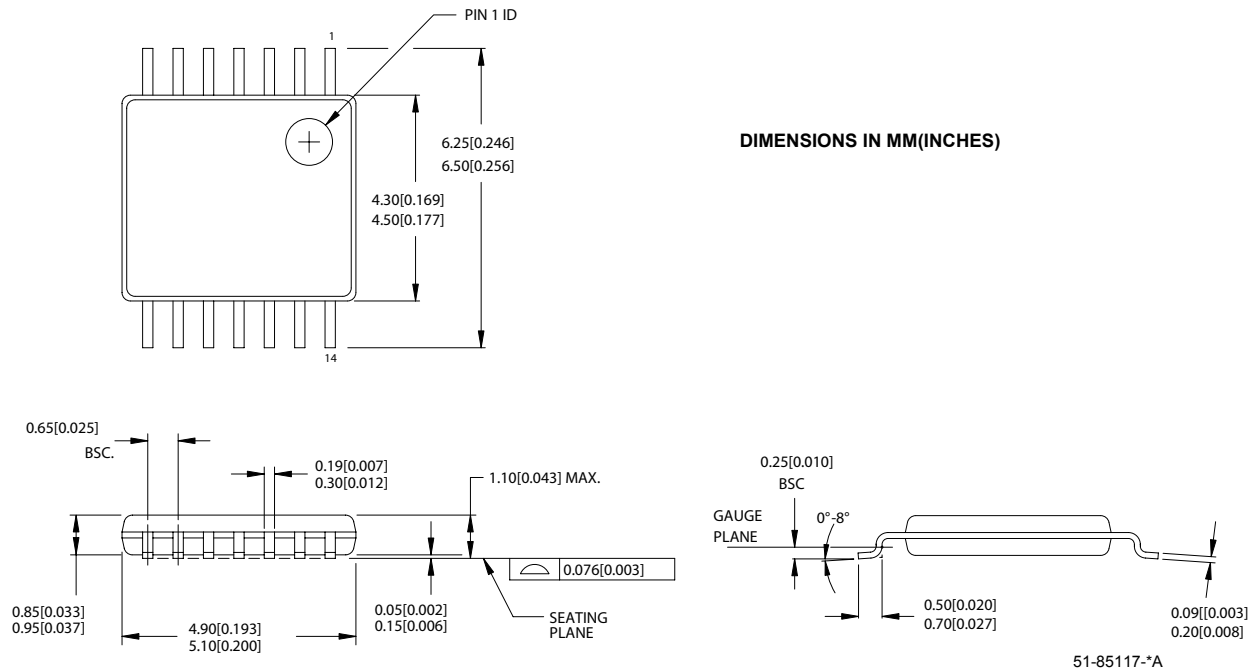 PIN 1 ID
1
6.25[0.246]
6.50[0.256]
DIMENSIONS IN MM(INCHES)
4.30[0.169]
4.50[0.177]
14
0.65[0.025]
BSC.
0.19[0.007]
0.30[0.012]
1.10[0.043] MAX.
0.076[0.003]
0.85[0.033]
0.95[0.037]
4.90[0.193]
5.10[0.200]
0.05[0.002]
0.15[0.006]
SEATING
PLANE
0.25[0.010]
BSC
GAUGE
PLANE
0°-8°
0.50[0.020]
0.70[0.027]
0.09[[0.003]
0.20[0.008]
51-85117-*A